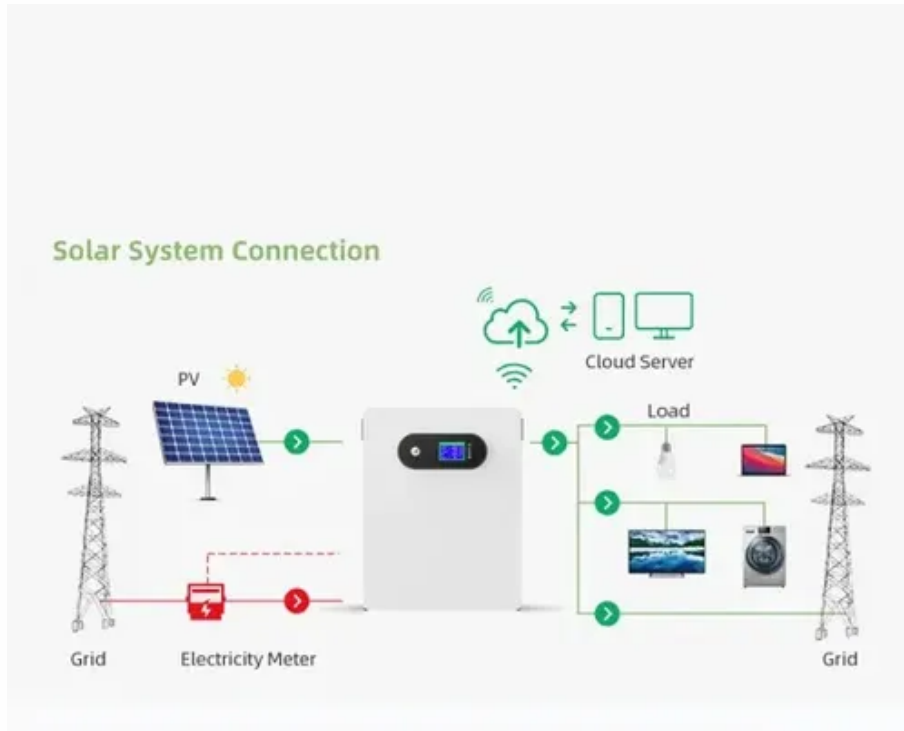 Solar System Connection
Cloud Server
PV
Load
Grid
Electricity Meter
Grid